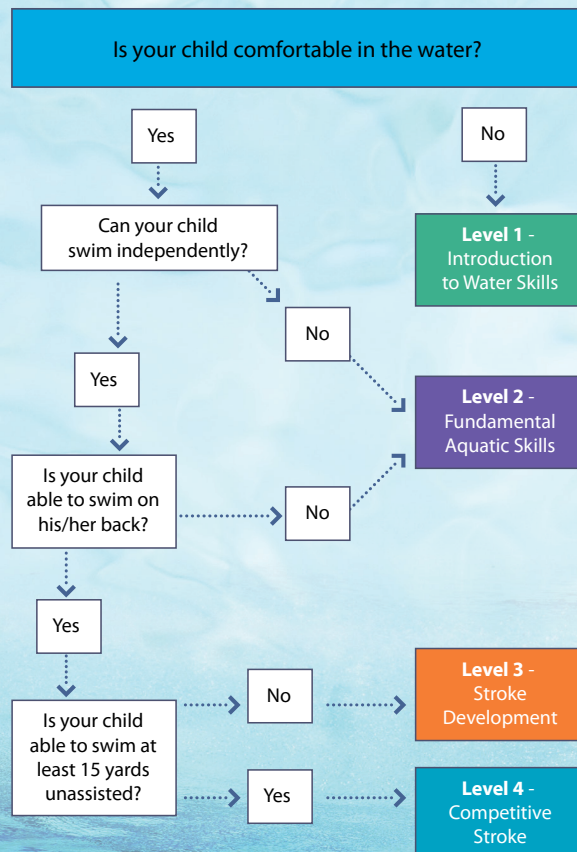 Is your child comfortable in the water?
Yes
No
Can your child
swim independently?
Level 1 -
Introduction
to Water Skills
No
Yes
Level 2 -
Fundamental
Aquatic Skills
Is your child
able to swim on
his/her back?
No
Yes
Level 3 -
Stroke
Development
No
Is your child
able to swim at
least 15 yards
unassisted?
Yes
Level 4 -
Competitive
Stroke